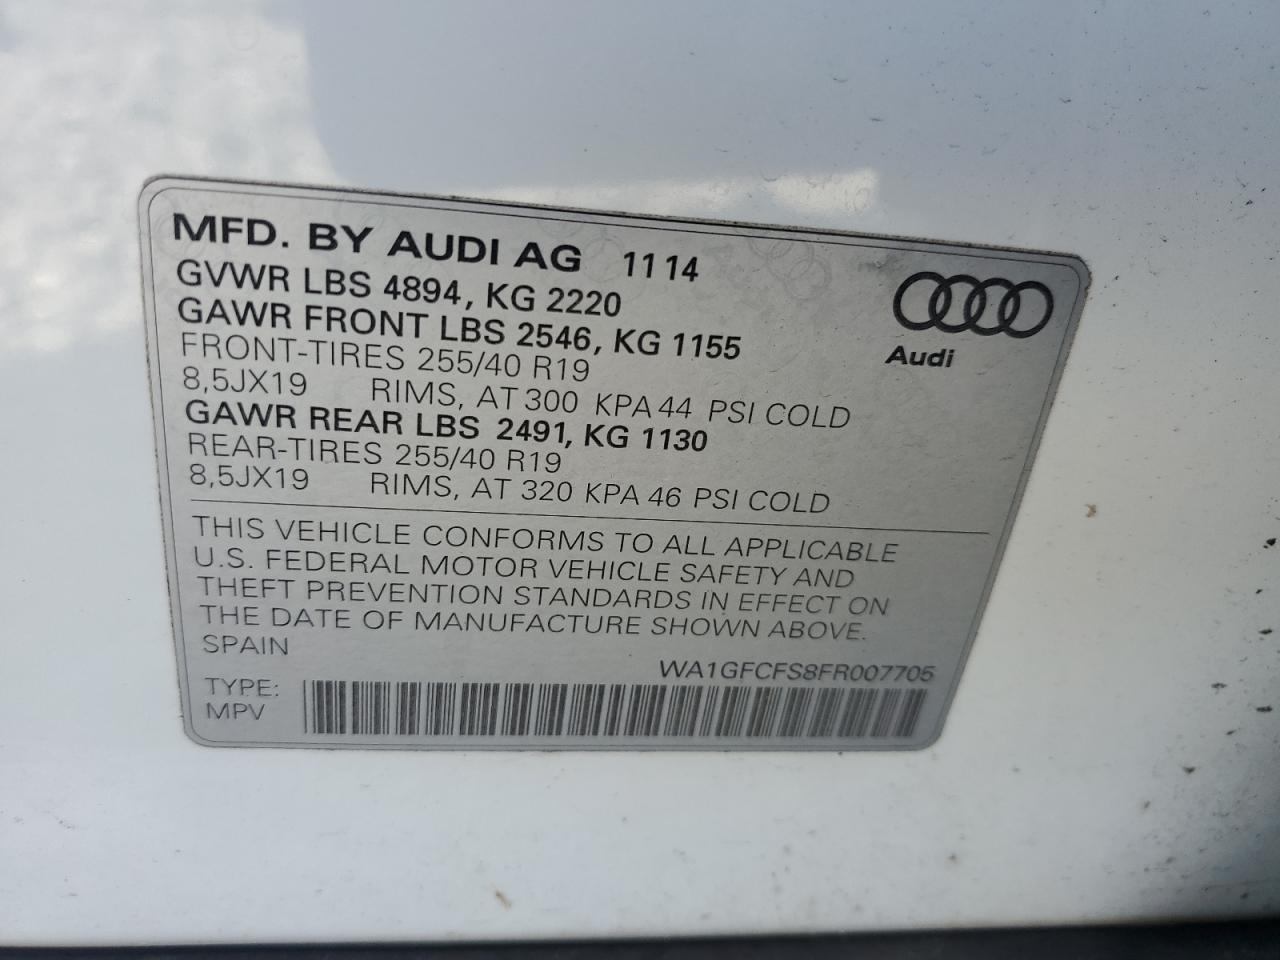 MFD. BY AUDI AG 11 14
GVWR LBS 4894, KG 2220
GAWR FRONT LBS 2546, KG 1155
FRONT-TIRES 255/40 R19
8,5JX19 RIMS, AT 300 KPA 44 PSI COLD
GAWR REAR LBS 2491, KG 1130
REAR-TIRES 255/40 R19
8,5JX19 RIMS, AT 320 KPA 46 PSI COLD
Audi
THIS VEHICLE CONFORMS TO ALL APPLICABLE
U.S. FEDERAL MOTOR VEHICLE SAFETY AND
THEFT PREVENTION STANDARDS IN EFFECT ON
THE DATE OF MANUFACTURE SHOWN ABOVE.
SPAIN
WA1GFCFS8FR007705
TYPE:
MPV